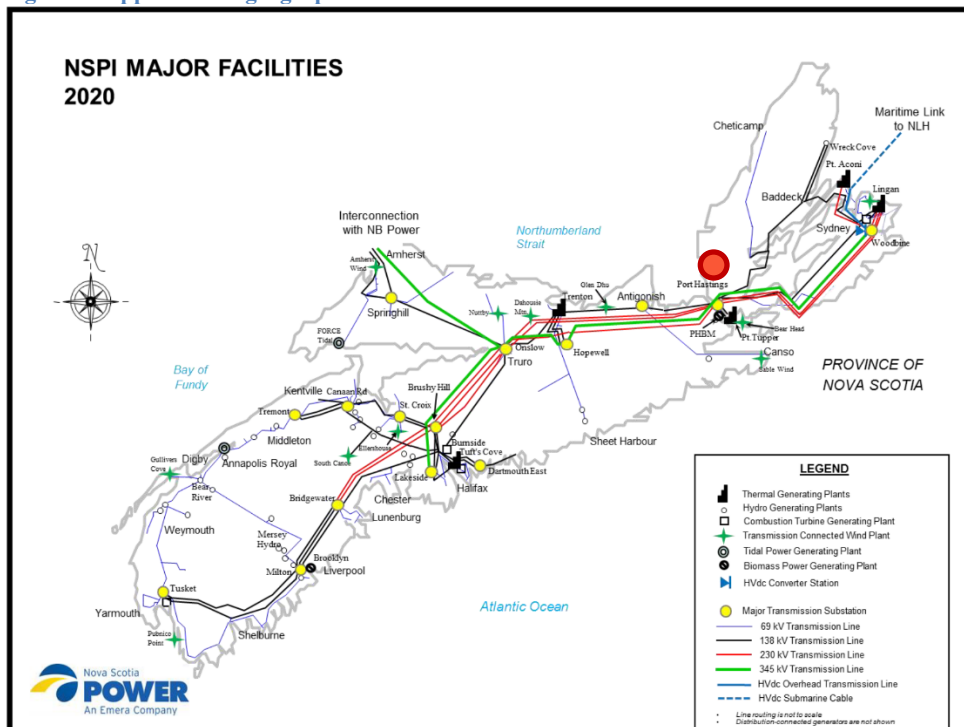 NSPI MAJOR FACILITIES
2020
N
Maritime Link
to NLH
Cheticamp
Wreck Cove
Pt. Aconi
Lingan
Baddeck
Sydney
Woodbine
Interconnection
with NB Power
Northumberland
Strait
Amherst
Amherst
Wind
Glen Dhu
Port Hastings
Springhill
Nuttby
Dalhousie
Mtn
Trenton
Antigonish
FORCE
Tidal
PHBM
Pt.Tupper
Bear Head
Onslow
Truro
Hopewell
Canso
Sable Wind
PROVINCE OF
NOVA SCOTIA
Bay of
Fundy
Brushy Hill
Kentville
Canaan Rd
St. Croix
Tremont
Middleton
Sheet Harbour
Burnside
Tuft's Cove
Ellershouse
South Canoe
Digby
Annapolis Royal
Gullivers
Cove
Lakeside
Halifax
Dartmouth East
Bear
River
Bridgewater
Chester
Lunenburg
Weymouth
Mersey
Hydro
Brooklyn
Milton
Liverpool
Tusket
Yarmouth
Shelburne
Pubnico
Point
Atlantic Ocean
LEGEND
Thermal Generating Plants
Hydro Generating Plants
Combustion Turbine Generating Plant
Transmission Connected Wind Plant
Tidal Power Generating Plant
Biomass Power Generating Plant
HVdc Converter Station
Major Transmission Substation
69 kV Transmission Line
138 kV Transmission Line
230 kV Transmission Line
345 kV Transmission Line
HVdc Overhead Transmission Line
HVdc Submarine Cable
Line routing is not to scale
Distribution-connected generators are not shown
Nova Scotia
POWER
An Emera Company